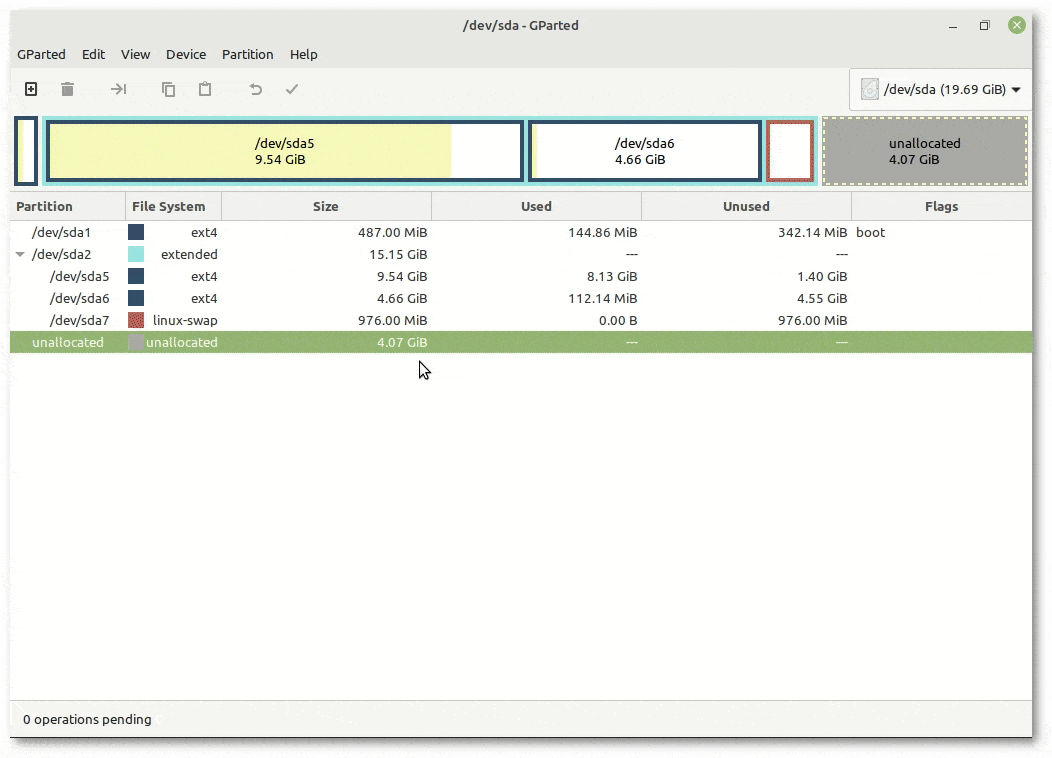 /dev/sda - GParted
GParted Edit View Device Partition Help
/dev/sda (19.69 GiB)
/dev/sda5
9.54 GiB
/dev/sda6
4.66 GiB
unallocated
4.07 GiB
Partition File System Size Used Unused Flags
/dev/sda1 ext4 487.00 MiB 144.86 MiB 342.14 MiB boot
/dev/sda2 extended 15.15 GiB --- ---
/dev/sda5 ext4 9.54 GiB 8.13 GiB 1.40 GiB
/dev/sda6 ext4 4.66 GiB 112.14 MiB 4.55 GiB
/dev/sda7 linux-swap 976.00 MiB 0.00 B 976.00 MiB
unallocated unallocated 4.07 GiB --- ---
0 operations pending